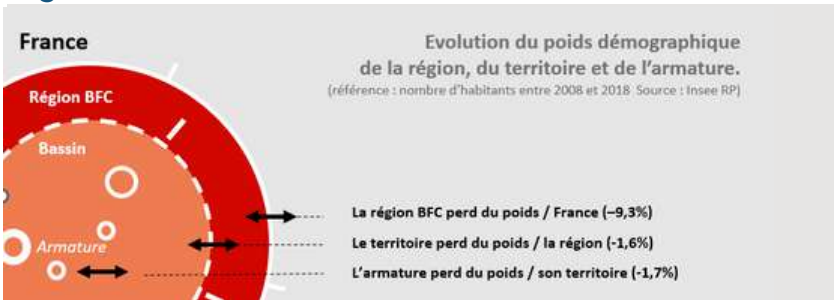 France
Evolution du poids démographique
de la région, du territoire et de l'armature.
(référence : nombre d'habitants entre 2008 et 2018 Source : Insee RP)
Région BFC
Bassin
La région BFC perd du poids / France (–9,3%)
Armature
Le territoire perd du poids / la région (-1,6%)
L'armature perd du poids / son territoire (-1,7%)